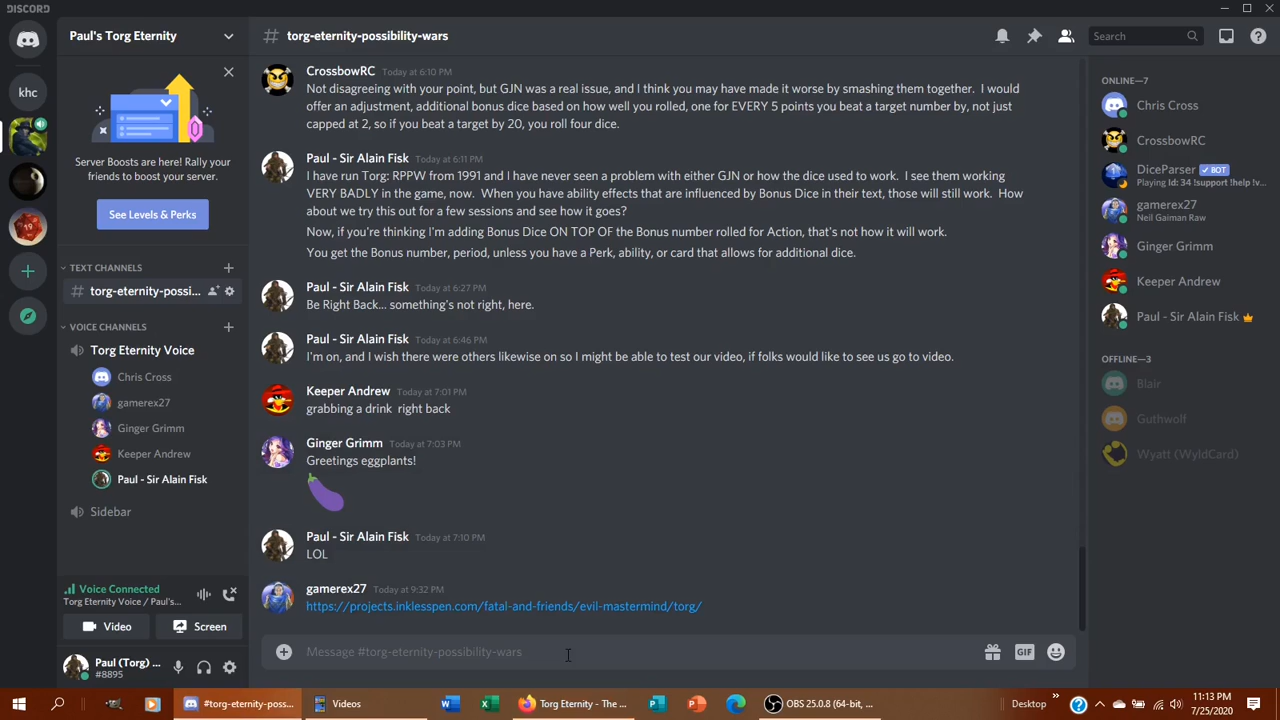 DISCORD
Paul's Torg Eternity
# torg-eternity-possibility-wars
Search
khc
Server Boosts are here! Rally your
friends to boost your server.
See Levels & Perks
TEXT CHANNELS
# torg-eternity-possi...
VOICE CHANNELS
Torg Eternity Voice
Chris Cross
gamerex27
Ginger Grimm
Keeper Andrew
Paul - Sir Alain Fisk
Sidebar
Voice Connected
Torg Eternity Voice / Paul's...
Video
Screen
Paul (Torg) ...
#8895
CrossbowRC Today at 6:10 PM
Not disagreeing with your point, but GJN was a real issue, and I think you may have made it worse by smashing them together. I would
offer an adjustment, additional bonus dice based on how well you rolled, one for EVERY 5 points you beat a target number by, not just
capped at 2, so if you beat a target by 20, you roll four dice.
Paul - Sir Alain Fisk Today at 6:11 PM
I have run Torg: RPPW from 1991 and I have never seen a problem with either GJN or how the dice used to work. I see them working
VERY BADLY in the game, now. When you have ability effects that are influenced by Bonus Dice in their text, those will still work. How
about we try this out for a few sessions and see how it goes?
Now, if you're thinking I'm adding Bonus Dice ON TOP OF the Bonus number rolled for Action, that's not how it will work.
You get the Bonus number, period, unless you have a Perk, ability, or card that allows for additional dice.
Paul - Sir Alain Fisk Today at 6:27 PM
Be Right Back... something's not right, here.
Paul - Sir Alain Fisk Today at 6:46 PM
I'm on, and I wish there were others likewise on so I might be able to test our video, if folks would like to see us go to video.
Keeper Andrew Today at 7:01 PM
grabbing a drink right back
Ginger Grimm Today at 7:03 PM
Greetings eggplants!
Paul - Sir Alain Fisk Today at 7:10 PM
LOL
gamerex27 Today at 9:32 PM
https://projects.inklesspen.com/fatal-and-friends/evil-mastermind/torg/
Message #torg-eternity-possibility-wars
GIF
ONLINE—7
Chris Cross
CrossbowRC
DiceParser ✓ BOT
Playing Id: 34 !support !help !v...
gamerex27
Neil Gaiman Raw
Ginger Grimm
Keeper Andrew
Paul - Sir Alain Fisk
OFFLINE—3
Blair
Guthwolf
Wyatt (WyldCard)
#torg-eternity-poss...
Videos
Torg Eternity - The ...
OBS 25.0.8 (64-bit, ...
Desktop
11:13 PM
7/25/2020